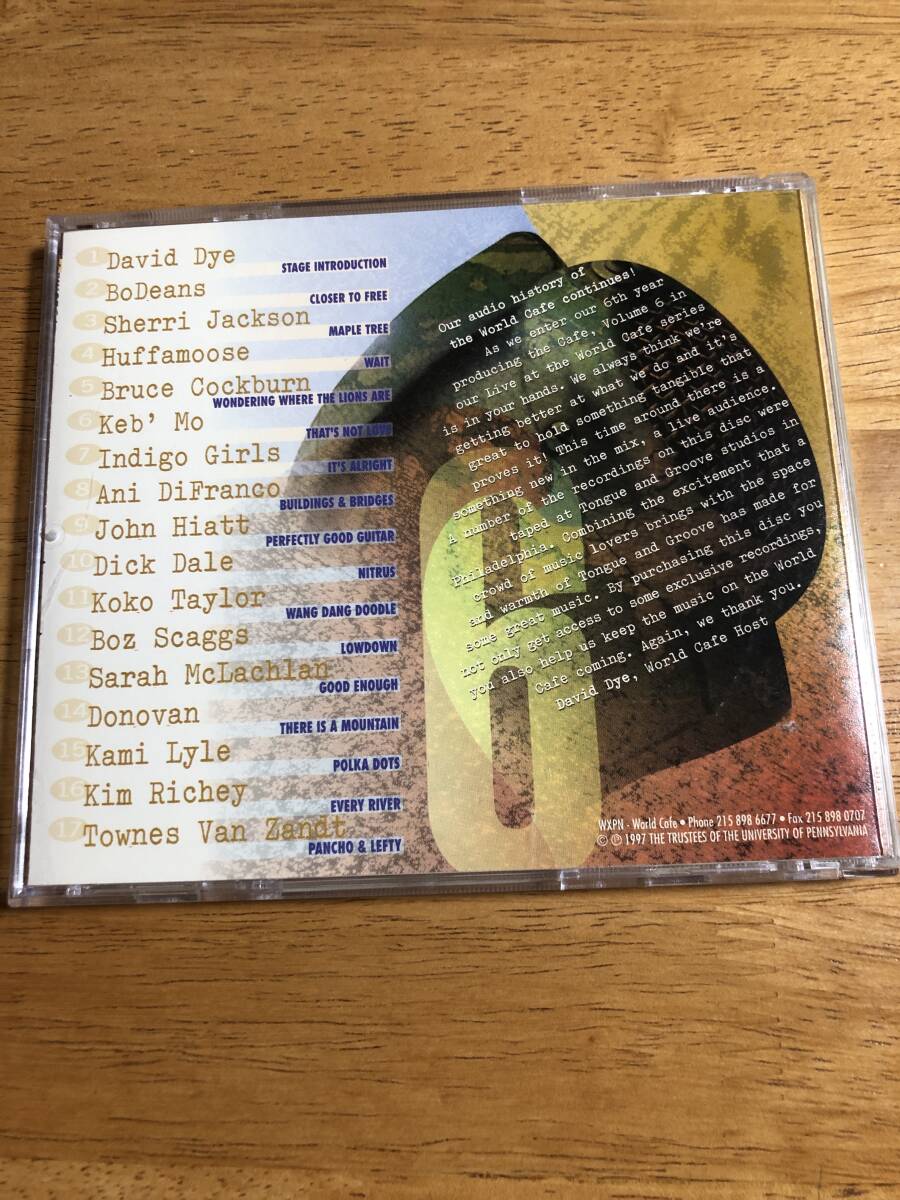 1 David Dye
STAGE INTRODUCTION
2 BoDeans
CLOSER TO FREE
3 Sherri Jackson
MAPLE TREE
4 Huffamoose
WAIT
5 Bruce Cockburn
WONDERING WHERE THE LIONS ARE
6 Keb' Mo
THAT'S NOT LOVE
7 Indigo Girls
IT'S ALRIGHT
8 Ani DiFranco
BUILDINGS & BRIDGES
9 John Hiatt
PERFECTLY GOOD GUITAR
10 Dick Dale
NITRUS
11 Koko Taylor
WANG DANG DOODLE
12 Boz Scaggs
LOWDOWN
13 Sarah McLachlan
GOOD ENOUGH
14 Donovan
THERE IS A MOUNTAIN
15 Kami Lyle
POLKA DOTS
16 Kim Richey
EVERY RIVER
17 Townes Van Zandt
PANCHO & LEFTY
Our audio history of
the World Cafe continues!
As we enter our 6th year
producing the Cafe, Volume 6 in
our Live at the World Cafe series
is in your hands. We always think we're
getting better at what we do and it's
great to hold something tangible that
proves it! This time around there is a
something new in the mix, a live audience.
A number of the recordings on this disc were
taped at Tongue and Groove studios in
Philadelphia. Combining the excitement that a
crowd of music lovers brings with the space
and warmth of Tongue and Groove has made for
some great music. By purchasing this disc you
not only get access to some exclusive recordings,
you also help us keep the music on the World
Cafe coming. Again, we thank you.
David Dye, World Cafe Host
6
WXPN - World Cafe • Phone 215 898 6677 • Fax 215 898 0707
© ℗ 1997 THE TRUSTEES OF THE UNIVERSITY OF PENNSYLVANIA